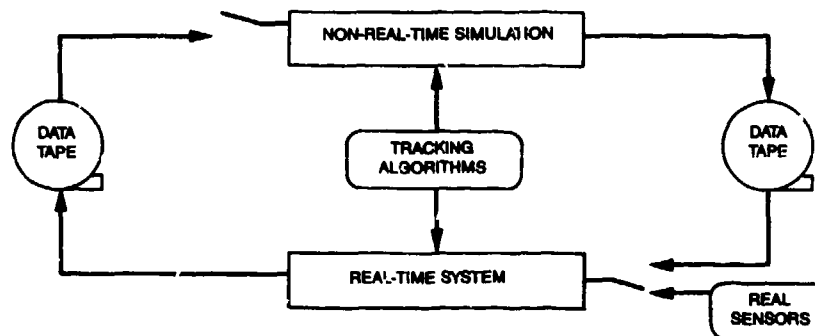 NON-REAL-TIME SIMULATION
DATA
TAPE
TRACKING
ALGORITHMS
DATA
TAPE
REAL-TIME SYSTEM
REAL
SENSORS